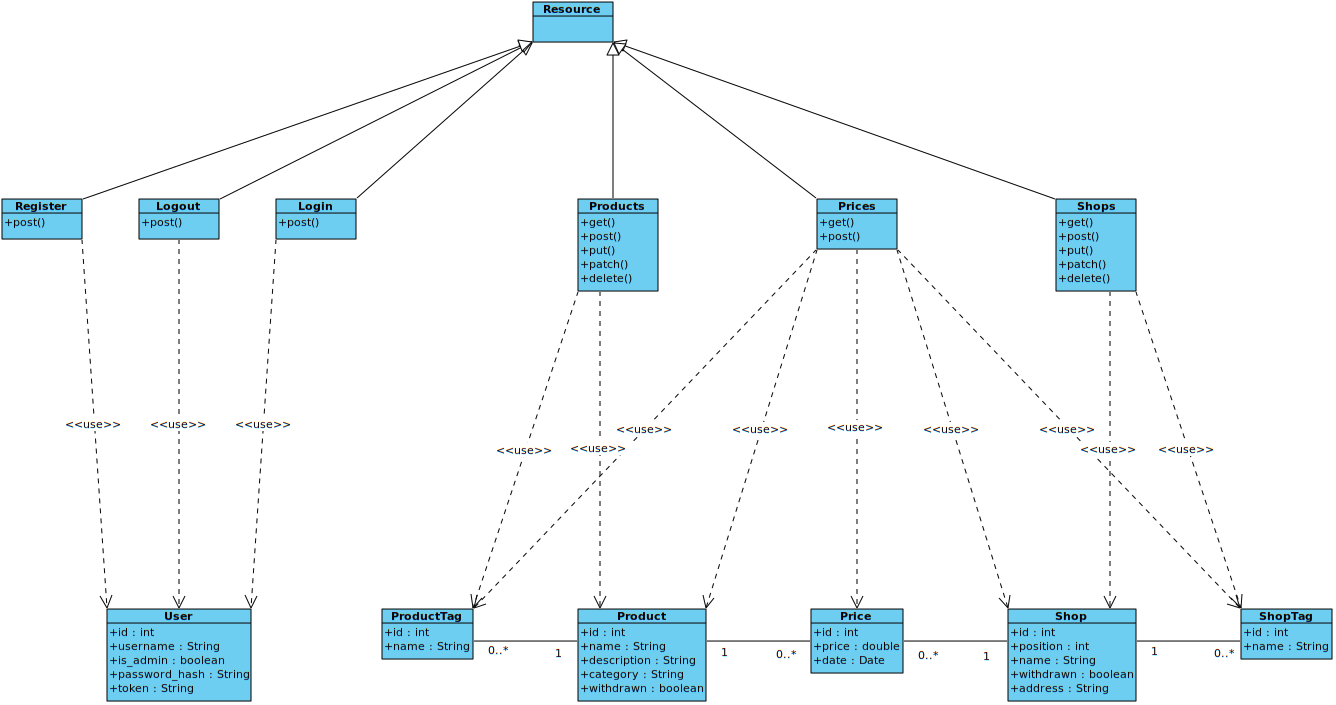 Resource
Register
+post()
Logout
+post()
Login
+post()
Products
+get()
+post()
+put()
+patch()
+delete()
Prices
+get()
+post()
Shops
+get()
+post()
+put()
+patch()
+delete()
<<use>>
<<use>>
<<use>>
<<use>>
<<use>>
<<use>>
<<use>>
<<use>>
<<use>>
<<use>>
<<use>>
<<use>>
User
+id : int
+username : String
+is_admin : boolean
+password_hash : String
+token : String
ProductTag
+id : int
+name : String
0..*
1
Product
+id : int
+name : String
+description : String
+category : String
+withdrawn : boolean
1
0..*
Price
+id : int
+price : double
+date : Date
0..*
1
Shop
+id : int
+position : int
+name : String
+withdrawn : boolean
+address : String
1
0..*
ShopTag
+id : int
+name : String